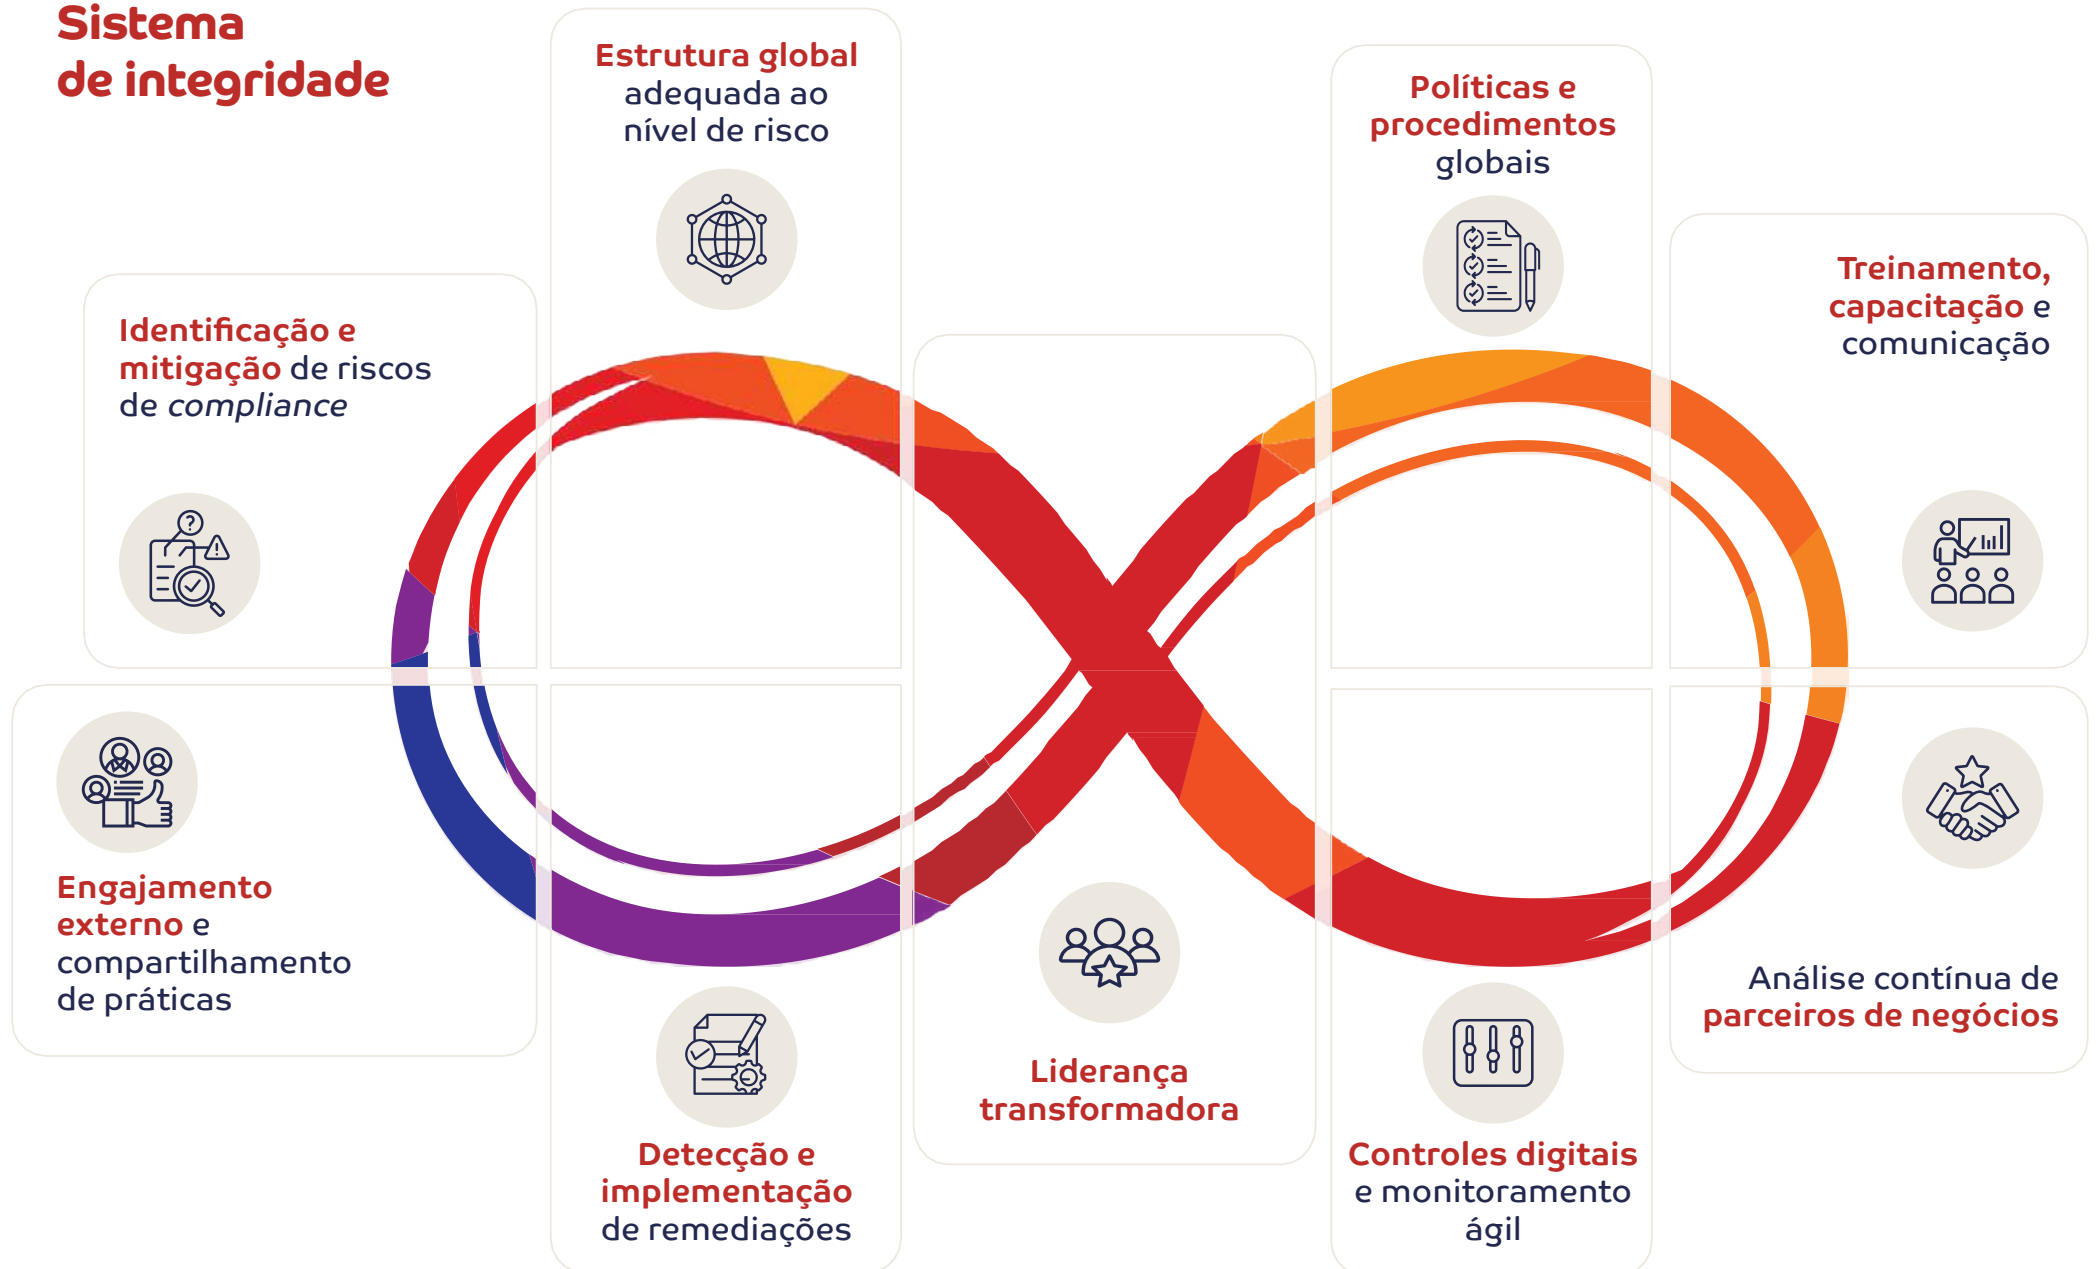 Sistema
de integridade
Estrutura global
adequada ao
nível de risco
Políticas e
procedimentos
globais
Treinamento,
capacitação e
comunicação
Identificação e
mitigação de riscos
de compliance
Engajamento
externo e
compartilhamento
de práticas
Detecção e
implementação
de remediações
Liderança
transformadora
Controles digitais
e monitoramento
ágil
Análise contínua de
parceiros de negócios